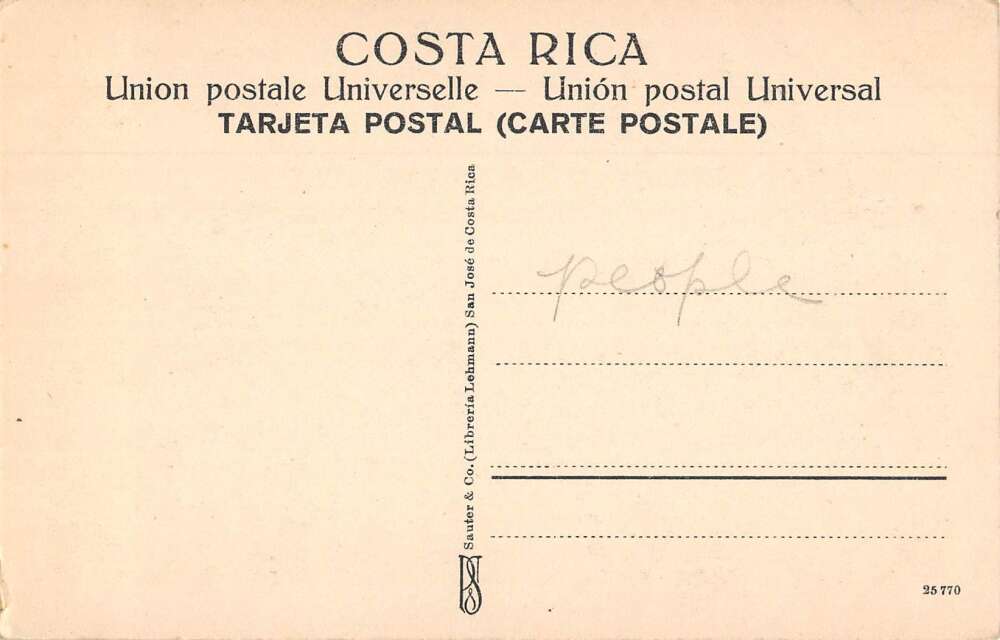 COSTA RICA
Union postale Universelle — Unión postal Universal
TARJETA POSTAL (CARTE POSTALE)
Sauter & Co. (Librería Lehmann) San José de Costa Rica
people
25770